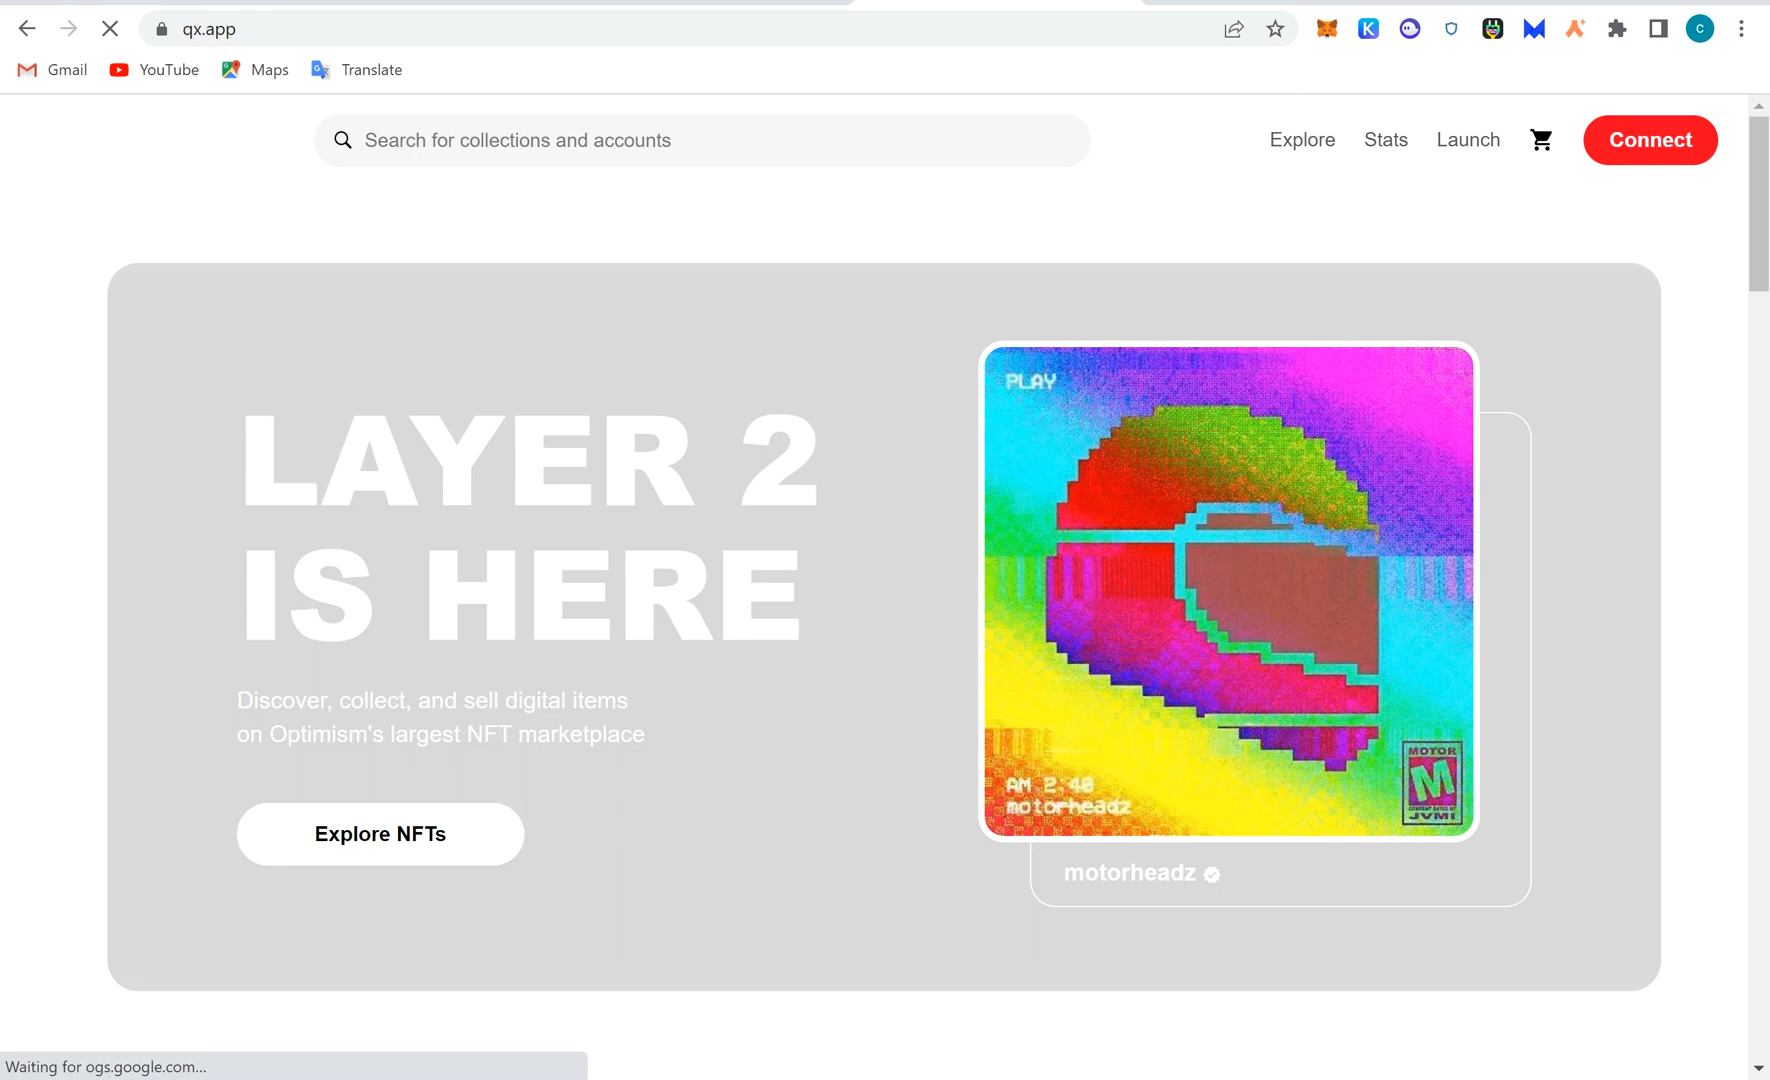 qx.app
K
C
Gmail
YouTube
Maps
Translate
Search for collections and accounts
Explore
Stats
Launch
Connect
LAYER 2
IS HERE
Discover, collect, and sell digital items
on Optimism's largest NFT marketplace
Explore NFTs
PLAY
AM 2:40
motorheadz
MOTOR
M
JVMI
motorheadz
Waiting for ogs.google.com...